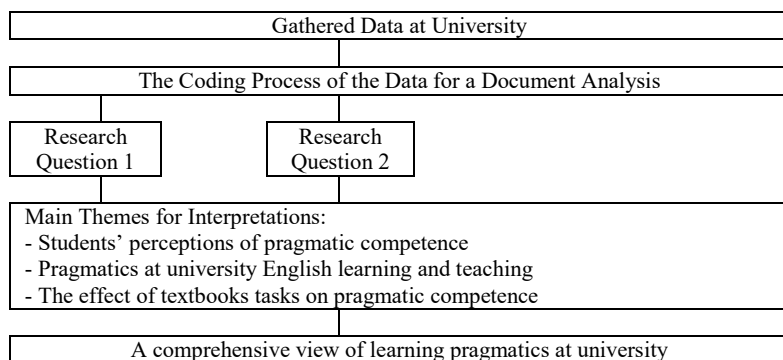 Gathered Data at University
The Coding Process of the Data for a Document Analysis
Research
Question 1
Research
Question 2
Main Themes for Interpretations:
- Students’ perceptions of pragmatic competence
- Pragmatics at university English learning and teaching
- The effect of textbooks tasks on pragmatic competence
A comprehensive view of learning pragmatics at university